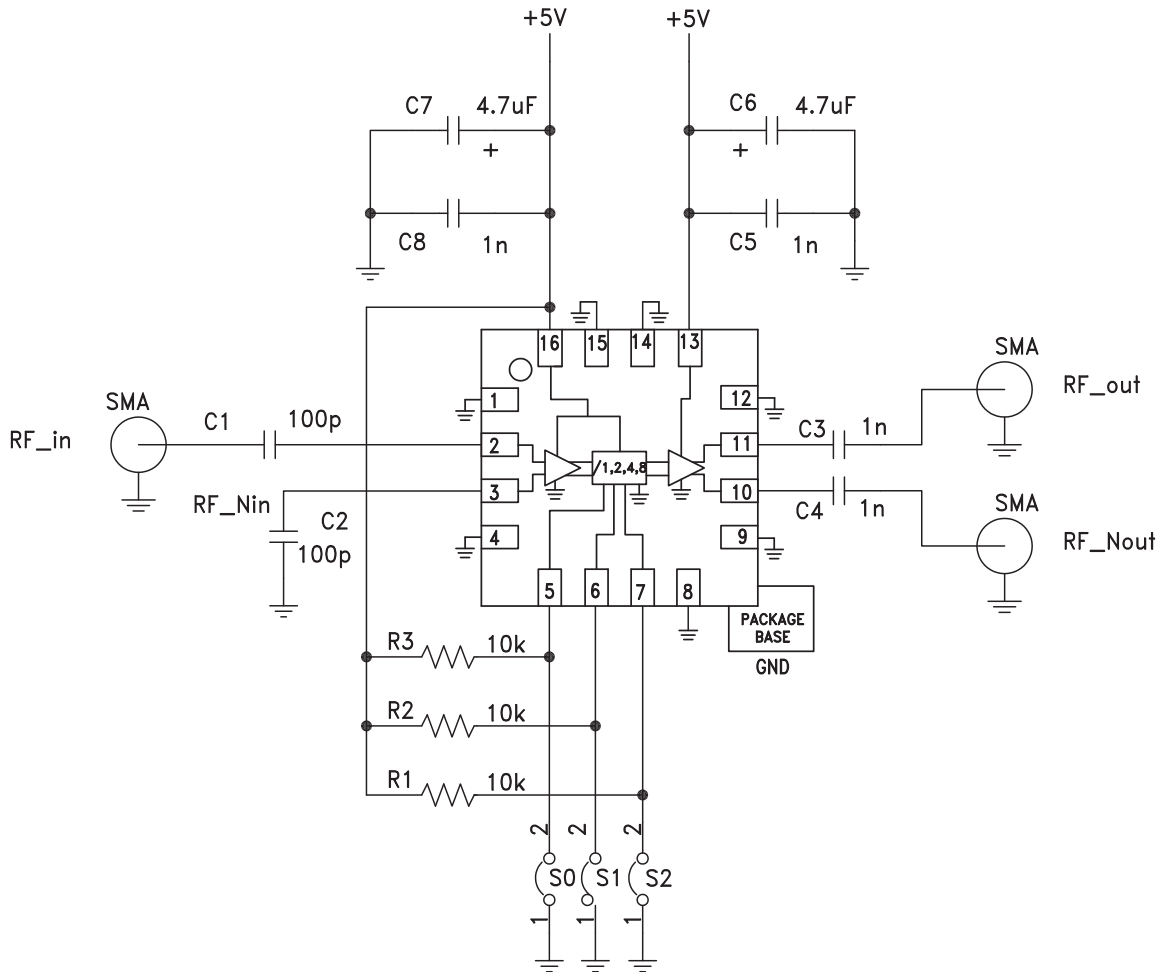 +5V
+5V
C7
4.7uF
+
C6
4.7uF
+
C8
1n
C5
1n
16
15
14
13
SMA
RF_in
C1
100p
1
2
3
4
RF_Nin
C2
100p
/1,2,4,8
12
11
10
9
C3
1n
C4
1n
SMA
RF_out
SMA
RF_Nout
5
6
7
8
PACKAGE
BASE
GND
R3
10k
R2
10k
R1
10k
2
2
2
S0
S1
S2
1
1
1